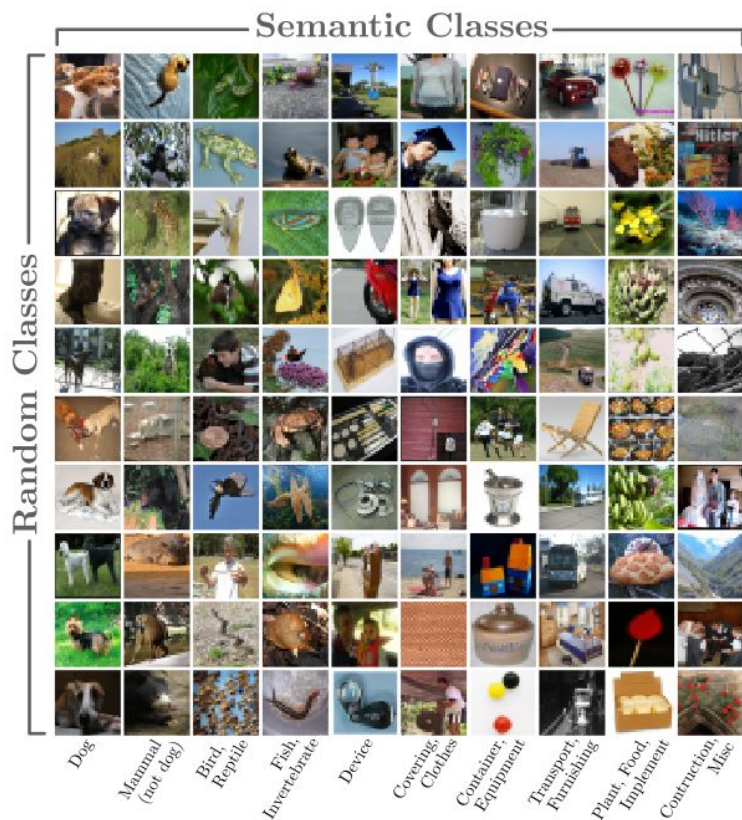 Semantic Classes
Random Classes
Hitler
Dog
Mammal
(not dog)
Bird,
Reptile
Fish,
Invertebrate
Device
Covering,
Clothes
Container,
Equipment
Transport,
Furnishing
Plant, Food,
Implement
Contruction,
Misc